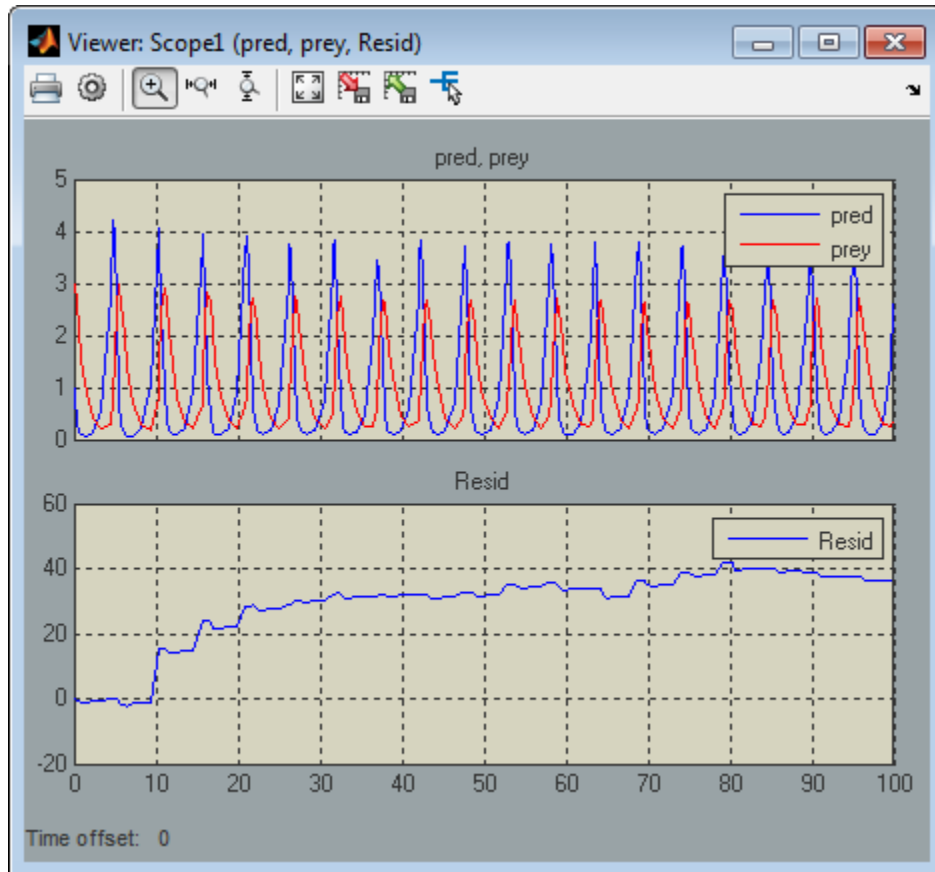 Viewer: Scope1 (pred, prey, Resid)
pred, prey
5
4
3
2
1
0
pred
prey
Resid
60
40
20
0
-20
Resid
0 10 20 30 40 50 60 70 80 90 100
Time offset: 0